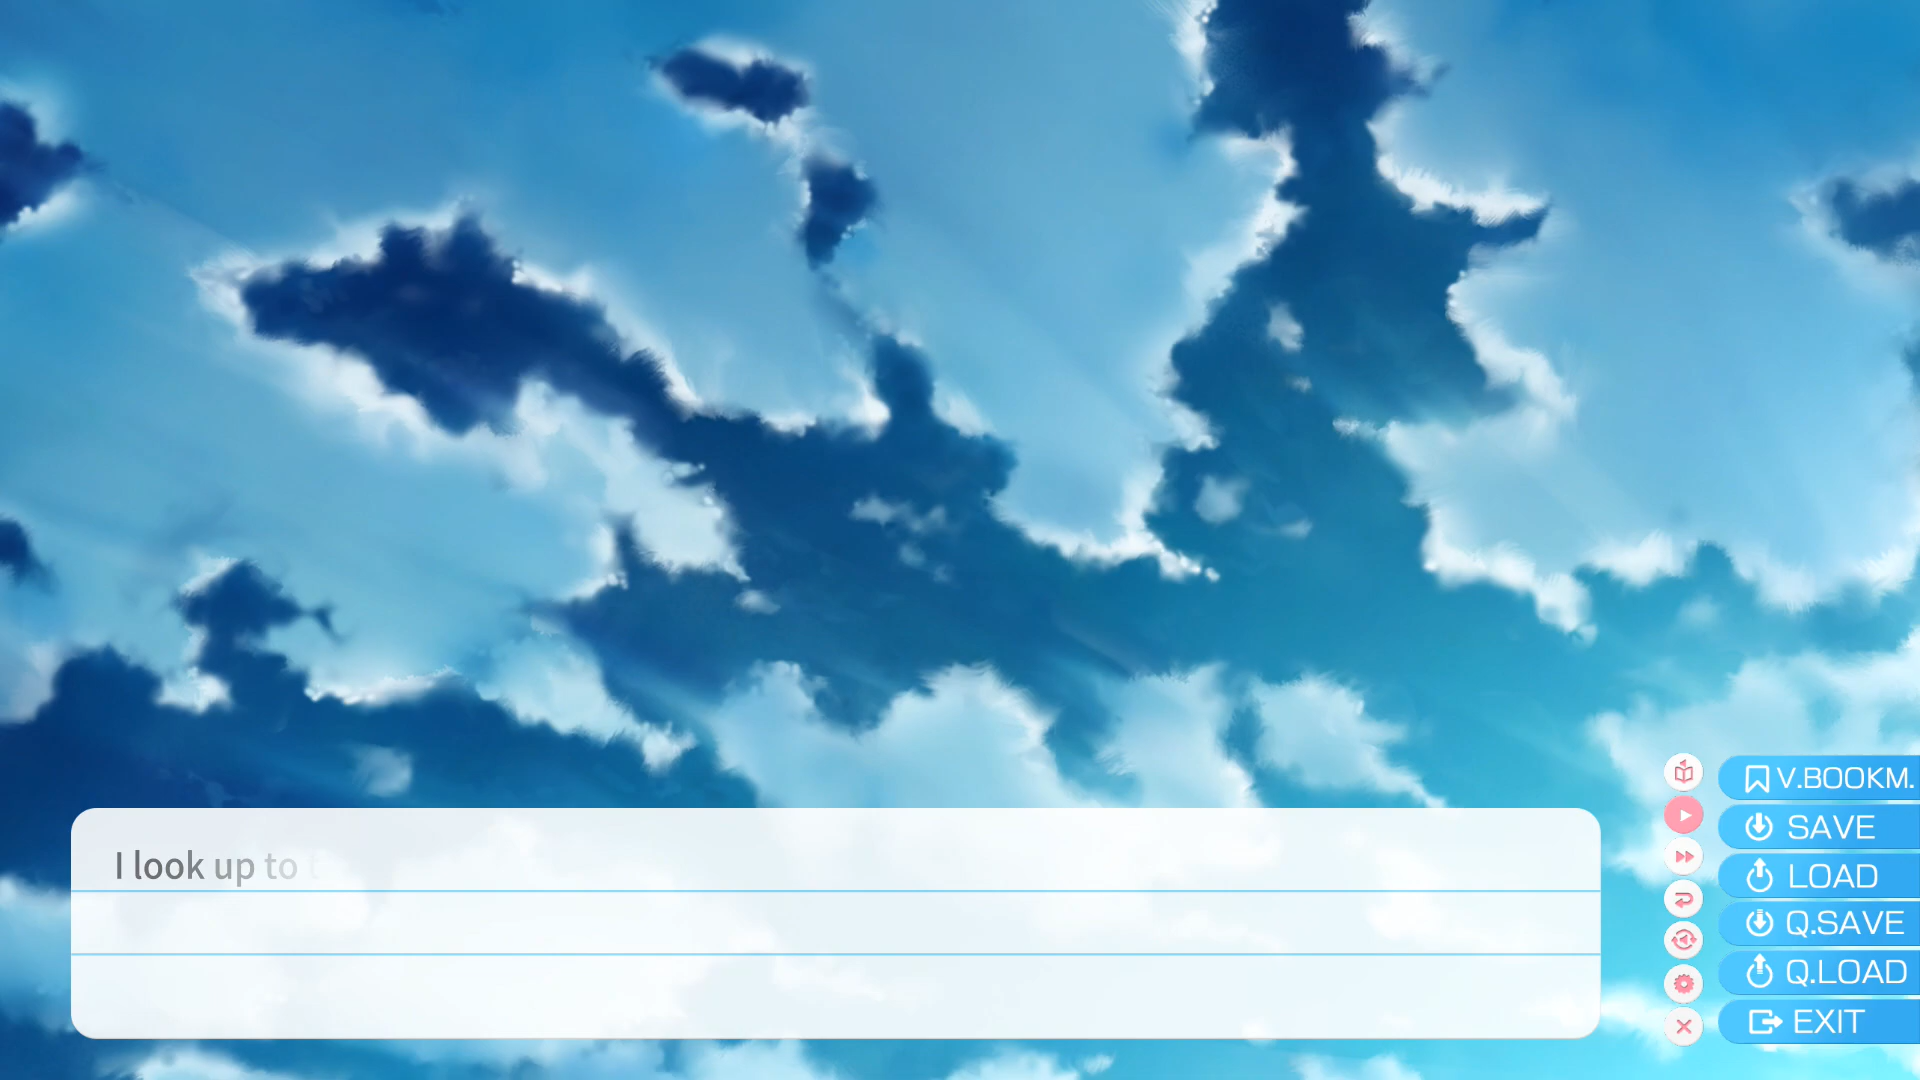 I look up to t
V.BOOKM.
SAVE
LOAD
Q.SAVE
Q.LOAD
EXIT